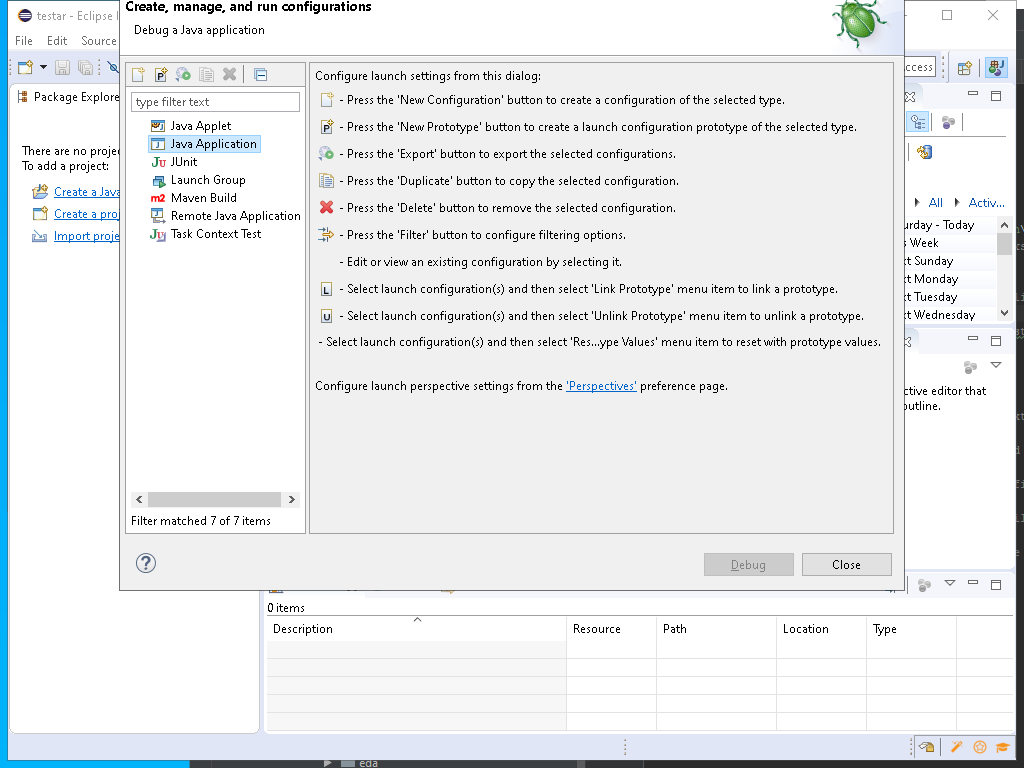 testar - Eclipse I
Create, manage, and run configurations
Debug a Java application
File Edit Source
cess
Package Explore
There are no projec
To add a project:
Create a Java
Create a proj
Import proje
type filter text
Java Applet
Java Application
JUnit
Launch Group
Maven Build
Remote Java Application
Task Context Test
Filter matched 7 of 7 items
Configure launch settings from this dialog:
- Press the 'New Configuration' button to create a configuration of the selected type.
- Press the 'New Prototype' button to create a launch configuration prototype of the selected type.
- Press the 'Export' button to export the selected configurations.
- Press the 'Duplicate' button to copy the selected configuration.
- Press the 'Delete' button to remove the selected configuration.
- Press the 'Filter' button to configure filtering options.
- Edit or view an existing configuration by selecting it.
- Select launch configuration(s) and then select 'Link Prototype' menu item to link a prototype.
- Select launch configuration(s) and then select 'Unlink Prototype' menu item to unlink a prototype.
- Select launch configuration(s) and then select 'Res...ype Values' menu item to reset with prototype values.
Configure launch perspective settings from the 'Perspectives' preference page.
Debug
Close
All Activ...
urday - Today
s Week
xt Sunday
xt Monday
xt Tuesday
xt Wednesday
ctive editor that
outline.
0 items
Description Resource Path Location Type
eda